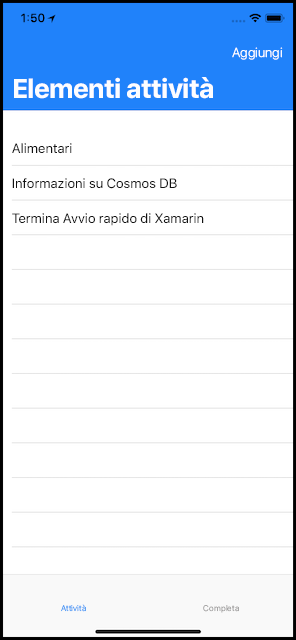 1:50
Aggiungi
Elementi attività
Alimentari
Informazioni su Cosmos DB
Termina Avvio rapido di Xamarin
Attività
Completa